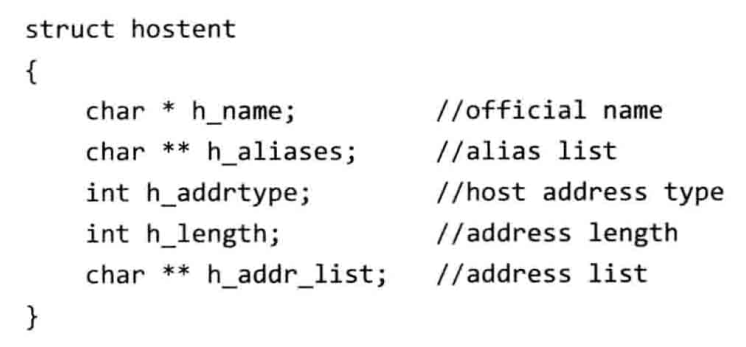 struct hostent
{
    char * h_name;          //official name
    char ** h_aliases;      //alias list
    int h_addrtype;         //host address type
    int h_length;           //address length
    char ** h_addr_list;    //address list
}